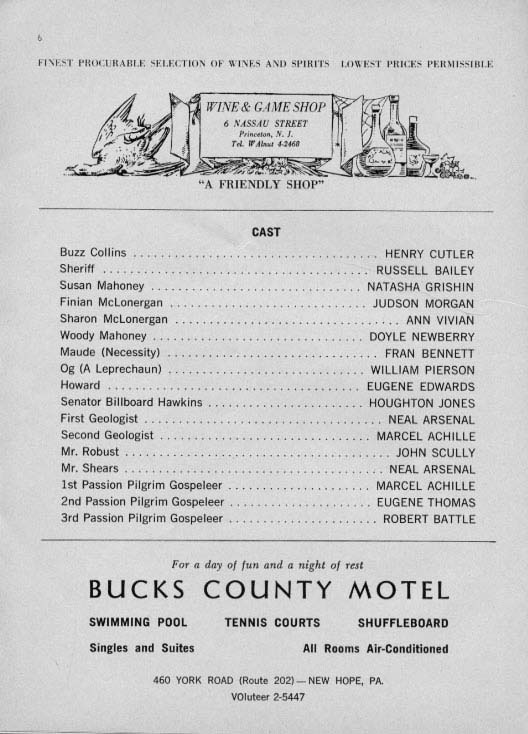 6
FINEST PROCURABLE SELECTION OF WINES AND SPIRITS LOWEST PRICES PERMISSIBLE
WINE & GAME SHOP
6 NASSAU STREET
Princeton, N. J.
Tel. WAlnut 4-2468
"A FRIENDLY SHOP"
CAST
Buzz Collins . . . . . . . . . . . . . . . . . . . . HENRY CUTLER
Sheriff . . . . . . . . . . . . . . . . . . . . RUSSELL BAILEY
Susan Mahoney . . . . . . . . . . . . . . . . . . . . NATASHA GRISHIN
Finian McLonergan . . . . . . . . . . . . . . . . . . . . JUDSON MORGAN
Sharon McLonergan . . . . . . . . . . . . . . . . . . . . ANN VIVIAN
Woody Mahoney . . . . . . . . . . . . . . . . . . . . DOYLE NEWBERRY
Maude (Necessity) . . . . . . . . . . . . . . . . . . . . FRAN BENNETT
Og (A Leprechaun) . . . . . . . . . . . . . . . . . . . . WILLIAM PIERSON
Howard . . . . . . . . . . . . . . . . . . . . EUGENE EDWARDS
Senator Billboard Hawkins . . . . . . . . . . . . . . . . . . . . HOUGHTON JONES
First Geologist . . . . . . . . . . . . . . . . . . . . NEAL ARSENAL
Second Geologist . . . . . . . . . . . . . . . . . . . . MARCEL ACHILLE
Mr. Robust . . . . . . . . . . . . . . . . . . . . JOHN SCULLY
Mr. Shears . . . . . . . . . . . . . . . . . . . . NEAL ARSENAL
1st Passion Pilgrim Gospeleer . . . . . . . . . . . . . . . . . . . . MARCEL ACHILLE
2nd Passion Pilgrim Gospeleer . . . . . . . . . . . . . . . . . . . . EUGENE THOMAS
3rd Passion Pilgrim Gospeleer . . . . . . . . . . . . . . . . . . . . ROBERT BATTLE
For a day of fun and a night of rest
BUCKS COUNTY MOTEL
SWIMMING POOL TENNIS COURTS SHUFFLEBOARD
Singles and Suites All Rooms Air-Conditioned
460 YORK ROAD (Route 202) — NEW HOPE, PA.
VOluteer 2-5447